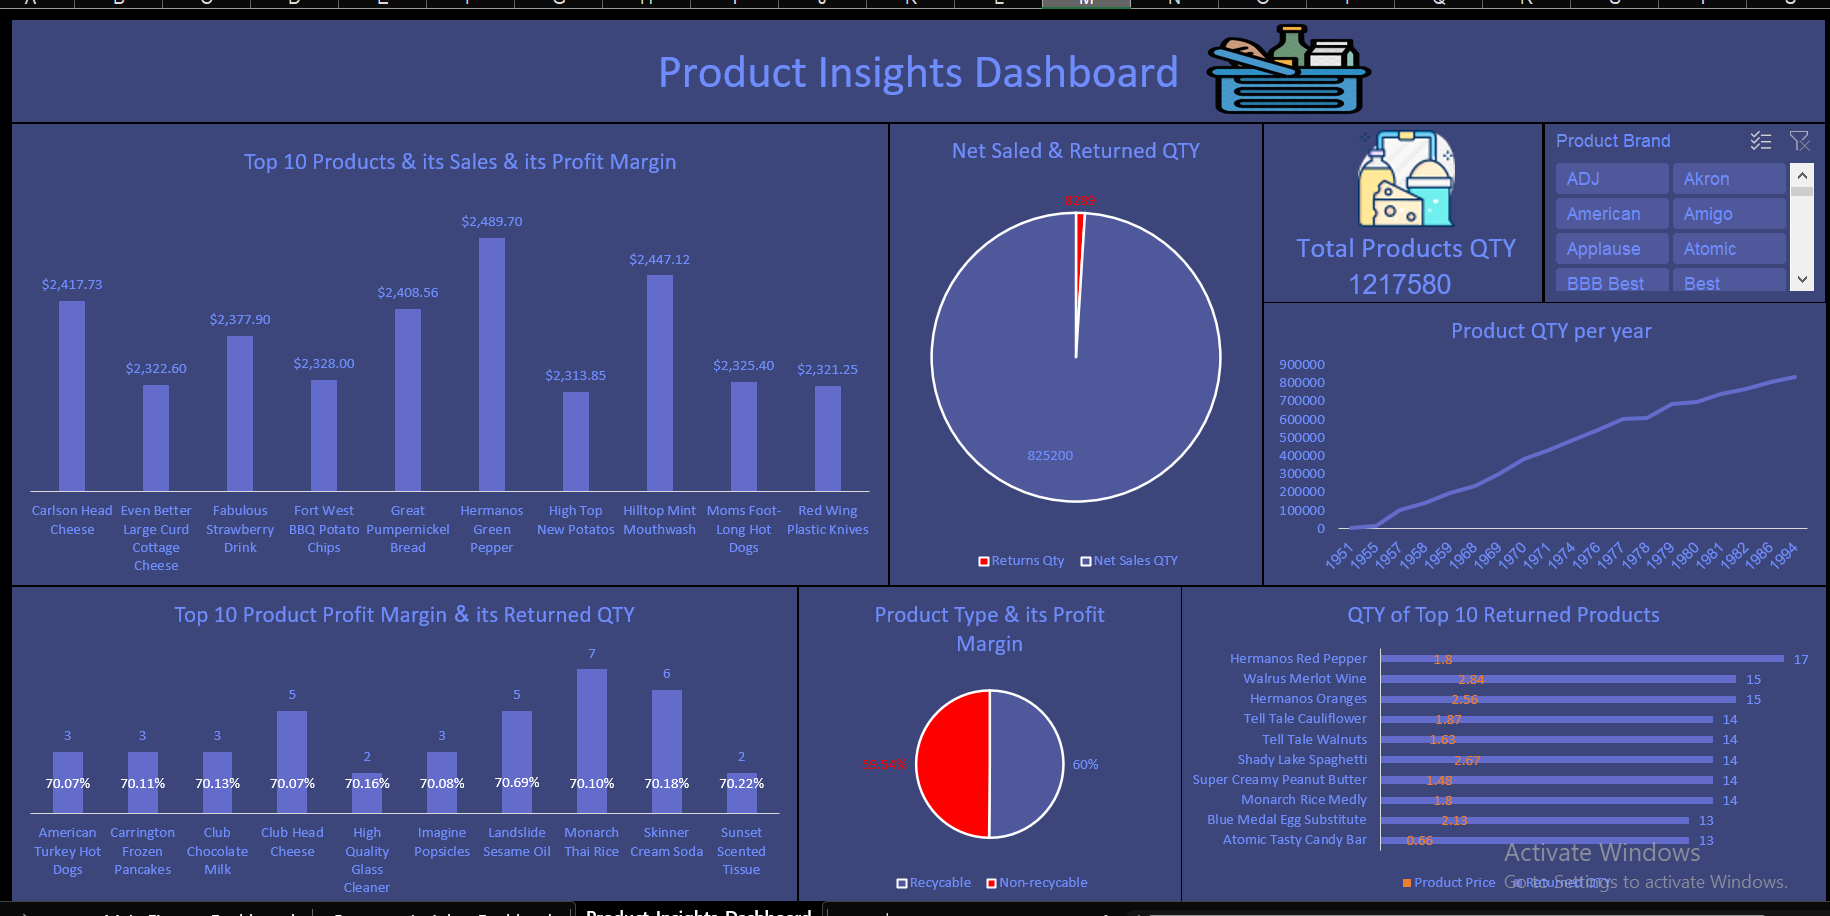 Product Insights Dashboard
Top 10 Products & its Sales & its Profit Margin
$2,417.73
$2,322.60
$2,377.90
$2,328.00
$2,408.56
$2,489.70
$2,313.85
$2,447.12
$2,325.40
$2,321.25
Carlson Head
Cheese
Even Better
Large Curd
Cottage
Cheese
Fabulous
Strawberry
Drink
Fort West
BBQ Potato
Chips
Great
Pumpernickel
Bread
Hermanos
Green
Pepper
High Top
New Potatos
Hilltop Mint
Mouthwash
Moms Foot-
Long Hot
Dogs
Red Wing
Plastic Knives
Net Saled & Returned QTY
8289
825200
Returns Qty
Net Sales QTY
Total Products QTY
1217580
Product Brand
ADJ
Akron
American
Amigo
Applause
Atomic
BBB Best
Best
Product QTY per year
900000
800000
700000
600000
500000
400000
300000
200000
100000
0
1951
1955
1957
1958
1959
1968
1969
1970
1971
1974
1976
1977
1978
1979
1980
1981
1982
1986
1994
Top 10 Product Profit Margin & its Returned QTY
3
3
3
5
2
3
5
7
6
2
70.07%
70.11%
70.13%
70.07%
70.16%
70.08%
70.69%
70.10%
70.18%
70.22%
American
Turkey Hot
Dogs
Carrington
Frozen
Pancakes
Club
Chocolate
Milk
Club Head
Cheese
High
Quality
Glass
Cleaner
Imagine
Popsicles
Landslide
Sesame Oil
Monarch
Thai Rice
Skinner
Cream Soda
Sunset
Scented
Tissue
Product Type & its Profit
Margin
59.54%
60%
Recycable
Non-recyclable
QTY of Top 10 Returned Products
Hermanos Red Pepper 1.8 17
Walrus Merlot Wine 2.84 15
Hermanos Oranges 2.56 15
Tell Tale Cauliflower 1.87 14
Tell Tale Walnuts 1.63 14
Shady Lake Spaghetti 2.67 14
Super Creamy Peanut Butter 1.48 14
Monarch Rice Medly 1.8 14
Blue Medal Egg Substitute 2.13 13
Atomic Tasty Candy Bar 0.66 13
Product Price
Returned QTY
Activate Windows
Go to Settings to activate Windows.
Product Insights Dashboard